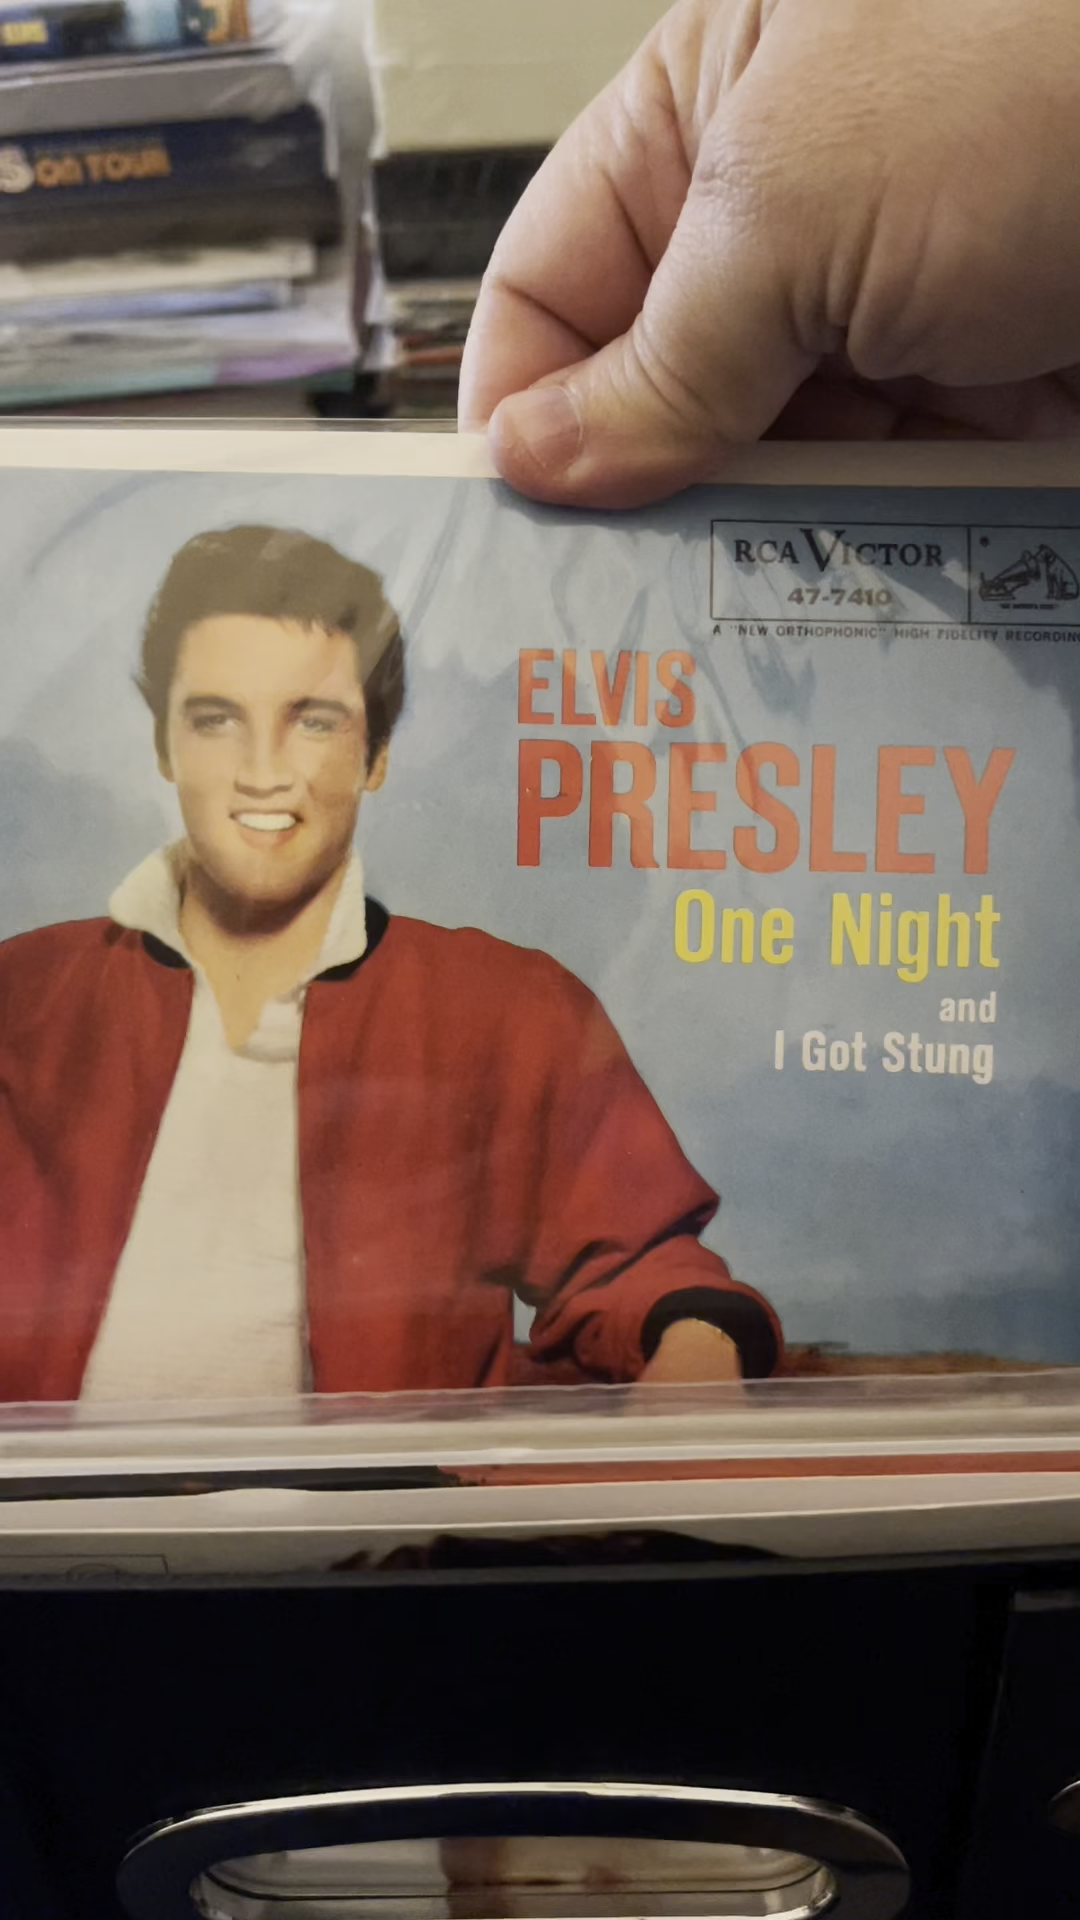 S ON TOUR
RCA VICTOR
47-7410
A "NEW ORTHOPHONIC" HIGH FIDELITY RECORDING
ELVIS
PRESLEY
One Night
and
I Got Stung